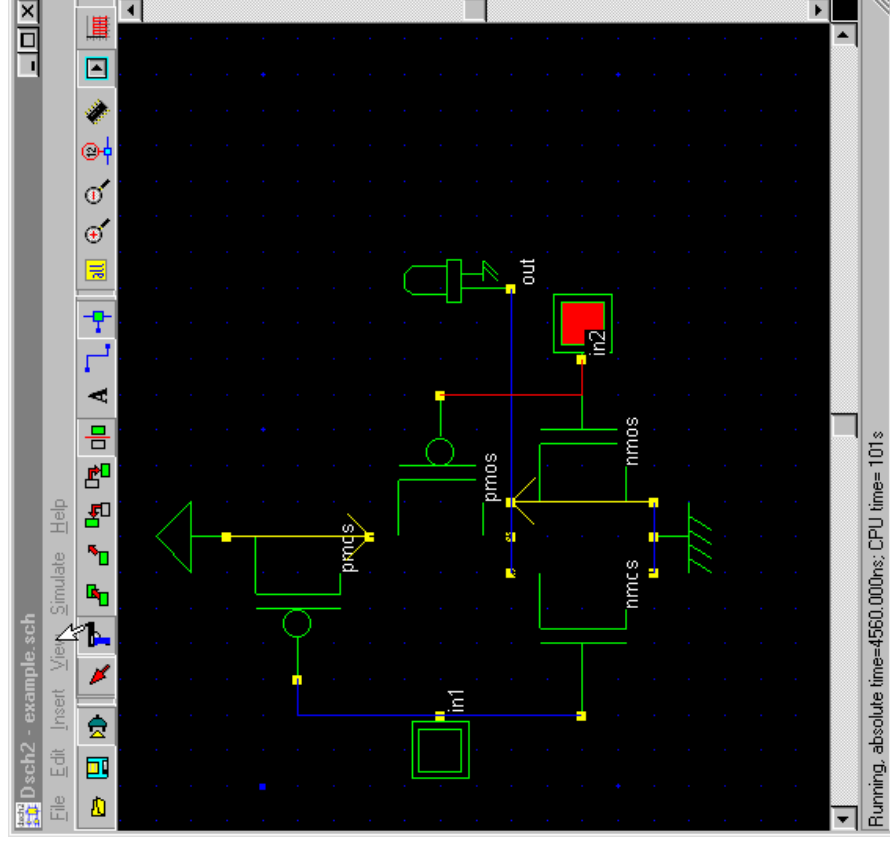 Dsch2 - example.sch
File Edit Insert View Simulate Help
pmos
pmos
in1
nmos
nmos
in2
out
Running, absolute time=4560.000ns; CPU time= 101s